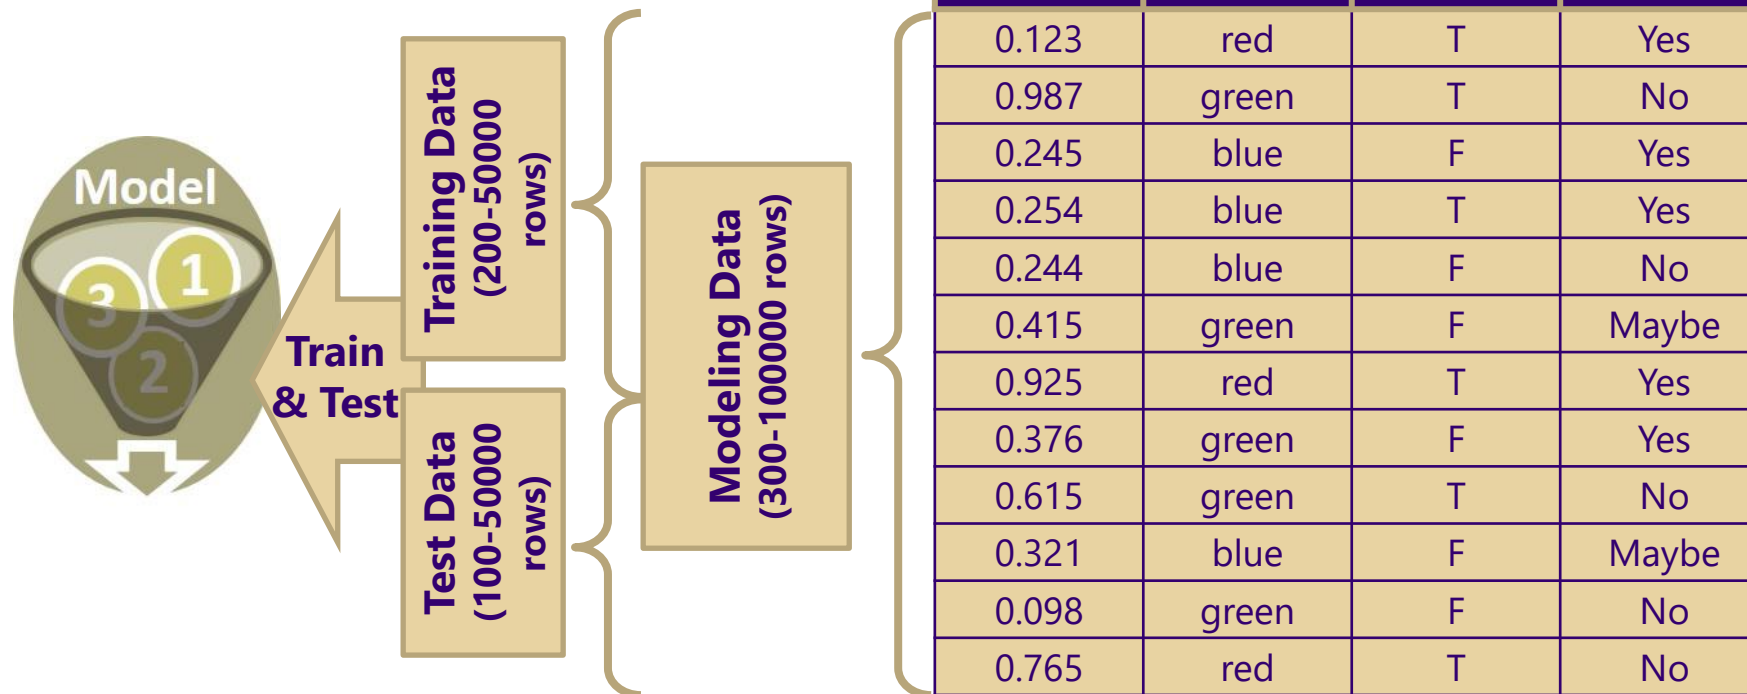 Model
1
3
2
Train
& Test
Training Data
(200-50000
rows)
Test Data
(100-50000
rows)
Modeling Data
(300-100000 rows)
0.123 red T Yes
0.987 green T No
0.245 blue F Yes
0.254 blue T Yes
0.244 blue F No
0.415 green F Maybe
0.925 red T Yes
0.376 green F Yes
0.615 green T No
0.321 blue F Maybe
0.098 green F No
0.765 red T No